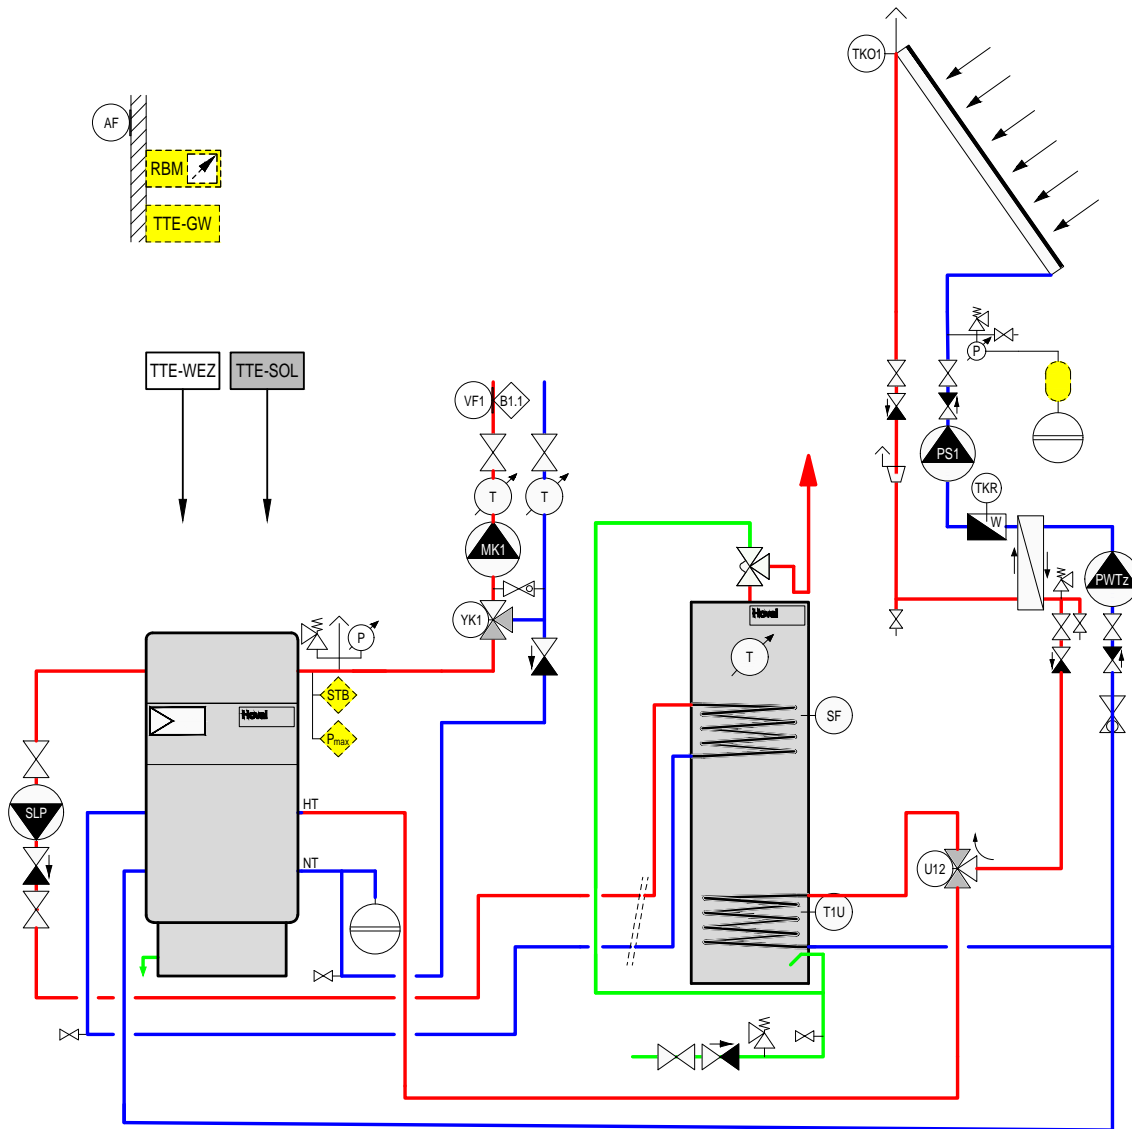 TKO1
AF
RBM
TTE-GW
P
TTE-WEZ
TTE-SOL
VF1
B1.1
PS1
TKR
T
T
W
MK1
PWTz
YK1
Hoval
P
T
STB
Hoval
SF
Pmax
HT
SLP
NT
U12
T1U